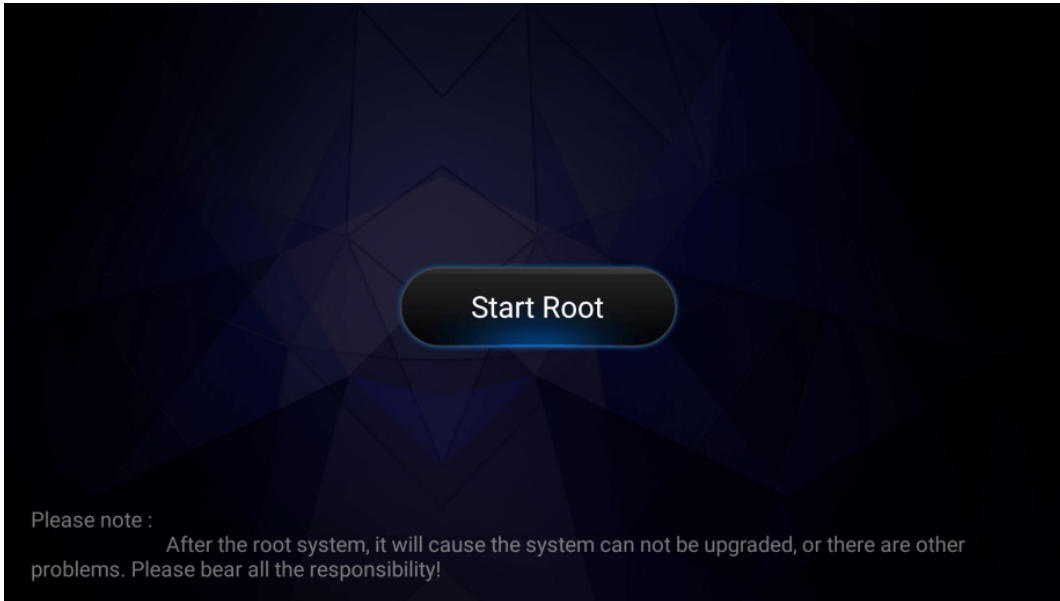 Start Root
Please note :
After the root system, it will cause the system can not be upgraded, or there are other
problems. Please bear all the responsibility!